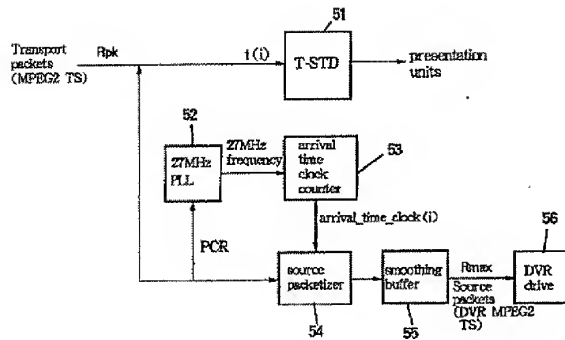 51
Transport
packets
(MPEG2 TS)
Rpk
t(i)
T-STD
presentation
units
52
27MHz
PLL
27MHz
frequency
arrival
time
clock
counter
53
arrival_time_clock(i)
PCR
source
packetizer
54
smoothing
buffer
55
Rmax
Source
packets
(DVR MPEG2
TS)
56
DVR
drive